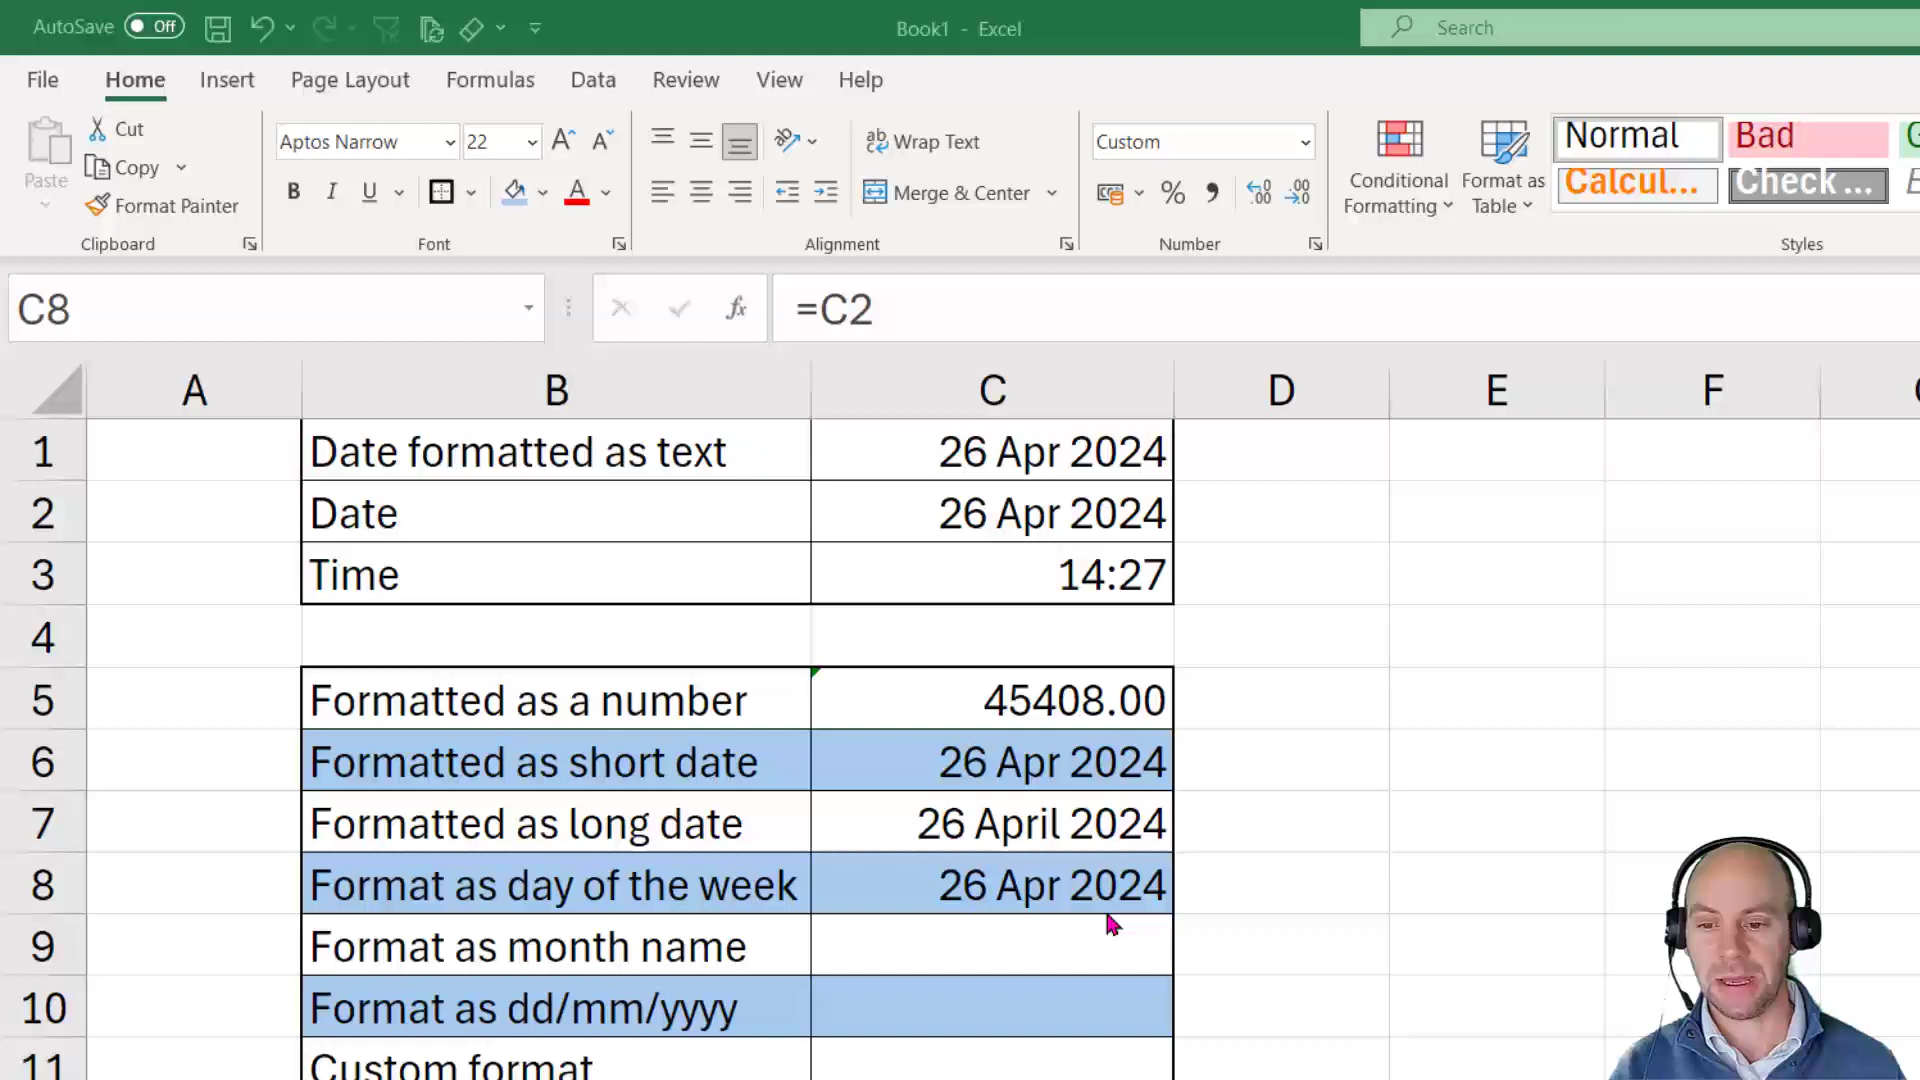 AutoSave Off Book1 - Excel Search
File Home Insert Page Layout Formulas Data Review View Help
Paste Cut Copy Format Painter Clipboard
Aptos Narrow 22 A A B I U A Font
Wrap Text Merge & Center Alignment
Custom % Number
Conditional Formatting Format as Table
Normal Bad
Calcul... Check ... Styles
C8 fx =C2
A B C D E F
1 Date formatted as text 26 Apr 2024
2 Date 26 Apr 2024
3 Time 14:27
4
5 Formatted as a number 45408.00
6 Formatted as short date 26 Apr 2024
7 Formatted as long date 26 April 2024
8 Format as day of the week 26 Apr 2024
9 Format as month name
10 Format as dd/mm/yyyy
11 Custom format